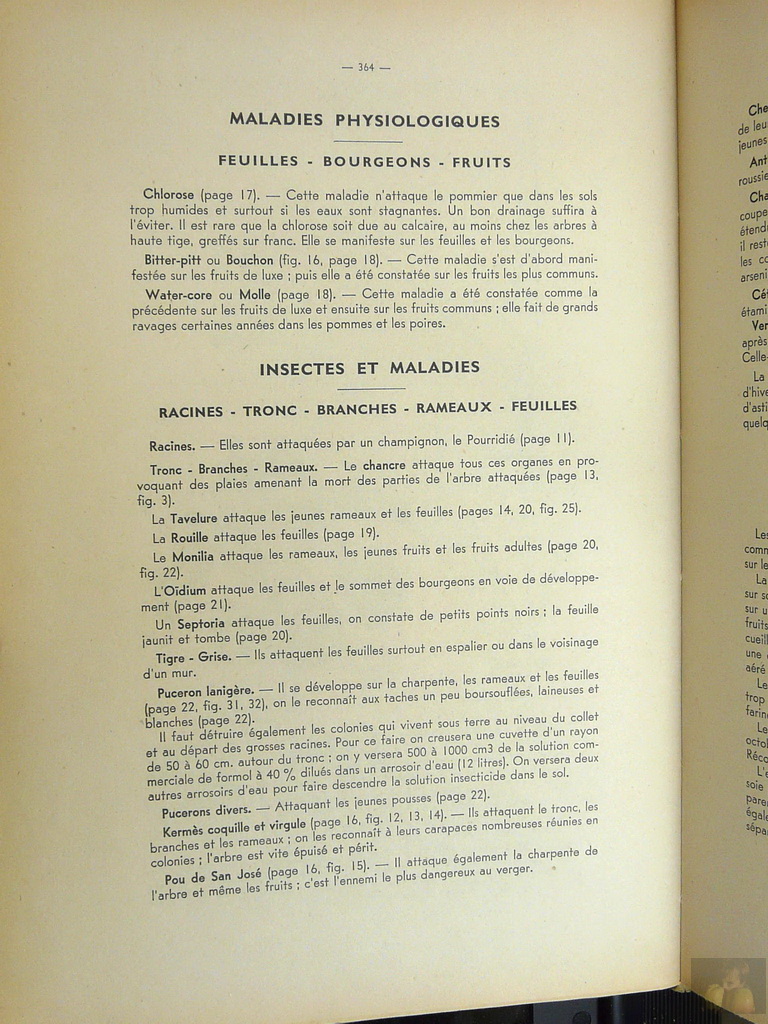 — 364 —
MALADIES PHYSIOLOGIQUES
FEUILLES - BOURGEONS - FRUITS
Chlorose (page 17). — Cette maladie n'attaque le pommier que dans les sols
trop humides et surtout si les eaux sont stagnantes. Un bon drainage suffira à
l'éviter. Il est rare que la chlorose soit due au calcaire, au moins chez les arbres à
haute tige, greffés sur franc. Elle se manifeste sur les feuilles et les bourgeons.
Bitter-pitt ou Bouchon (fig. 16, page 18). — Cette maladie s'est d'abord mani-
festée sur les fruits de luxe ; puis elle a été constatée sur les fruits les plus communs.
Water-core ou Molle (page 18). — Cette maladie a été constatée comme la
précédente sur les fruits de luxe et ensuite sur les fruits communs ; elle fait de grands
ravages certaines années dans les pommes et les poires.
INSECTES ET MALADIES
RACINES - TRONC - BRANCHES - RAMEAUX - FEUILLES
Racines. — Elles sont attaquées par un champignon, le Pourridié (page 11).
Tronc - Branches - Rameaux. — Le chancre attaque tous ces organes en pro-
voquant des plaies amenant la mort des parties de l'arbre attaquées (page 13,
fig. 3).
La Tavelure attaque les jeunes rameaux et les feuilles (pages 14, 20, fig. 25).
La Rouille attaque les feuilles (page 19).
Le Monilia attaque les rameaux, les jeunes fruits et les fruits adultes (page 20,
fig. 22).
L'Oïdium attaque les feuilles et le sommet des bourgeons en voie de développe-
ment (page 21).
Un Septoria attaque les feuilles, on constate de petits points noirs ; la feuille
jaunit et tombe (page 20).
Tigre - Grise. — Ils attaquent les feuilles surtout en espalier ou dans le voisinage
d'un mur.
Puceron lanigère. — Il se développe sur la charpente, les rameaux et les feuilles
(page 22, fig. 31, 32), on le reconnaît aux taches un peu boursouflées, laineuses et
blanches (page 22).
Il faut détruire également les colonies qui vivent sous terre au niveau du collet
et au départ des grosses racines. Pour ce faire on creusera une cuvette d'un rayon
de 50 à 60 cm. autour du tronc ; on y versera 500 à 1000 cm3 de la solution com-
merciale de formol à 40 % dilués dans un arrosoir d'eau (12 litres). On versera deux
autres arrosoirs d'eau pour faire descendre la solution insecticide dans le sol.
Pucerons divers. — Attaquant les jeunes pousses (page 22).
Kermès coquille et virgule (page 16, fig. 12, 13, 14). — Ils attaquent le tronc, les
branches et les rameaux ; on les reconnaît à leurs carapaces nombreuses réunies en
colonies ; l'arbre est vite épuisé et périt.
Pou de San José (page 16, fig. 15). — Il attaque également la charpente de
l'arbre et même les fruits ; c'est l'ennemi le plus dangereux au verger.